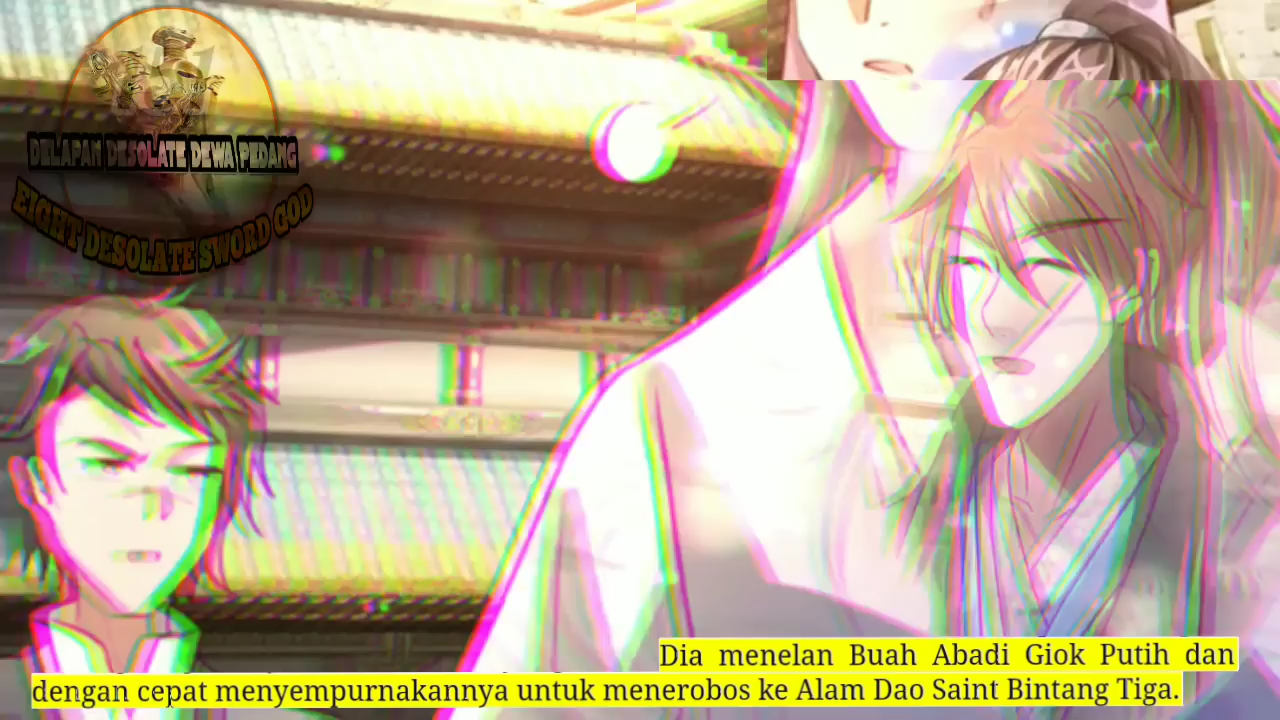 DELAPAN DESOLATE DEWA PEDANG
EIGHT DESOLATE SWORD GOD
Dia menelan Buah Abadi Giok Putih dan
dengan cepat menyempurnakannya untuk menerobos ke Alam Dao Saint Bintang Tiga.